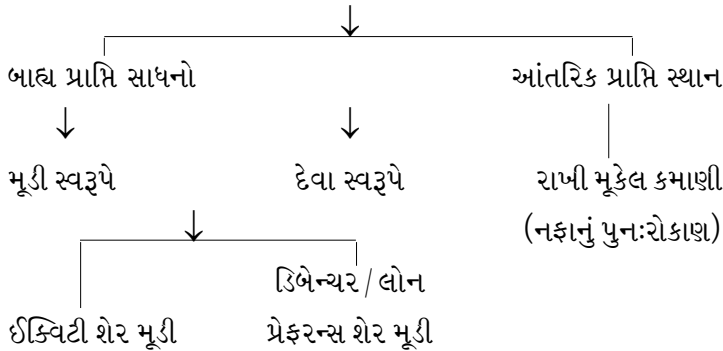 બાહ્ય પ્રાપ્તિ સાધનો આંતરિક પ્રાપ્તિ સ્થાન
મૂડી સ્વરૂપે દેવા સ્વરૂપે રાખી મૂકેલ કમાણી
(નફાનું પુનઃરોકાણ)
ડિબેન્ચર / લોન
ઈક્વિટી શેર મૂડી પ્રેફરન્સ શેર મૂડી